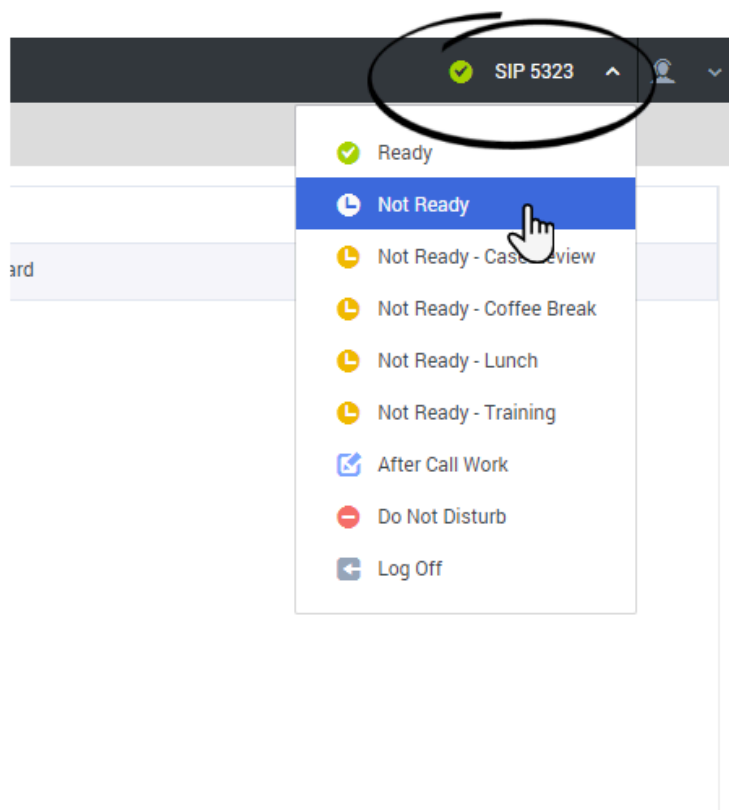 SIP 5323
Ready
Not Ready
ard
Not Ready - Case Review
Not Ready - Coffee Break
Not Ready - Lunch
Not Ready - Training
After Call Work
Do Not Disturb
Log Off